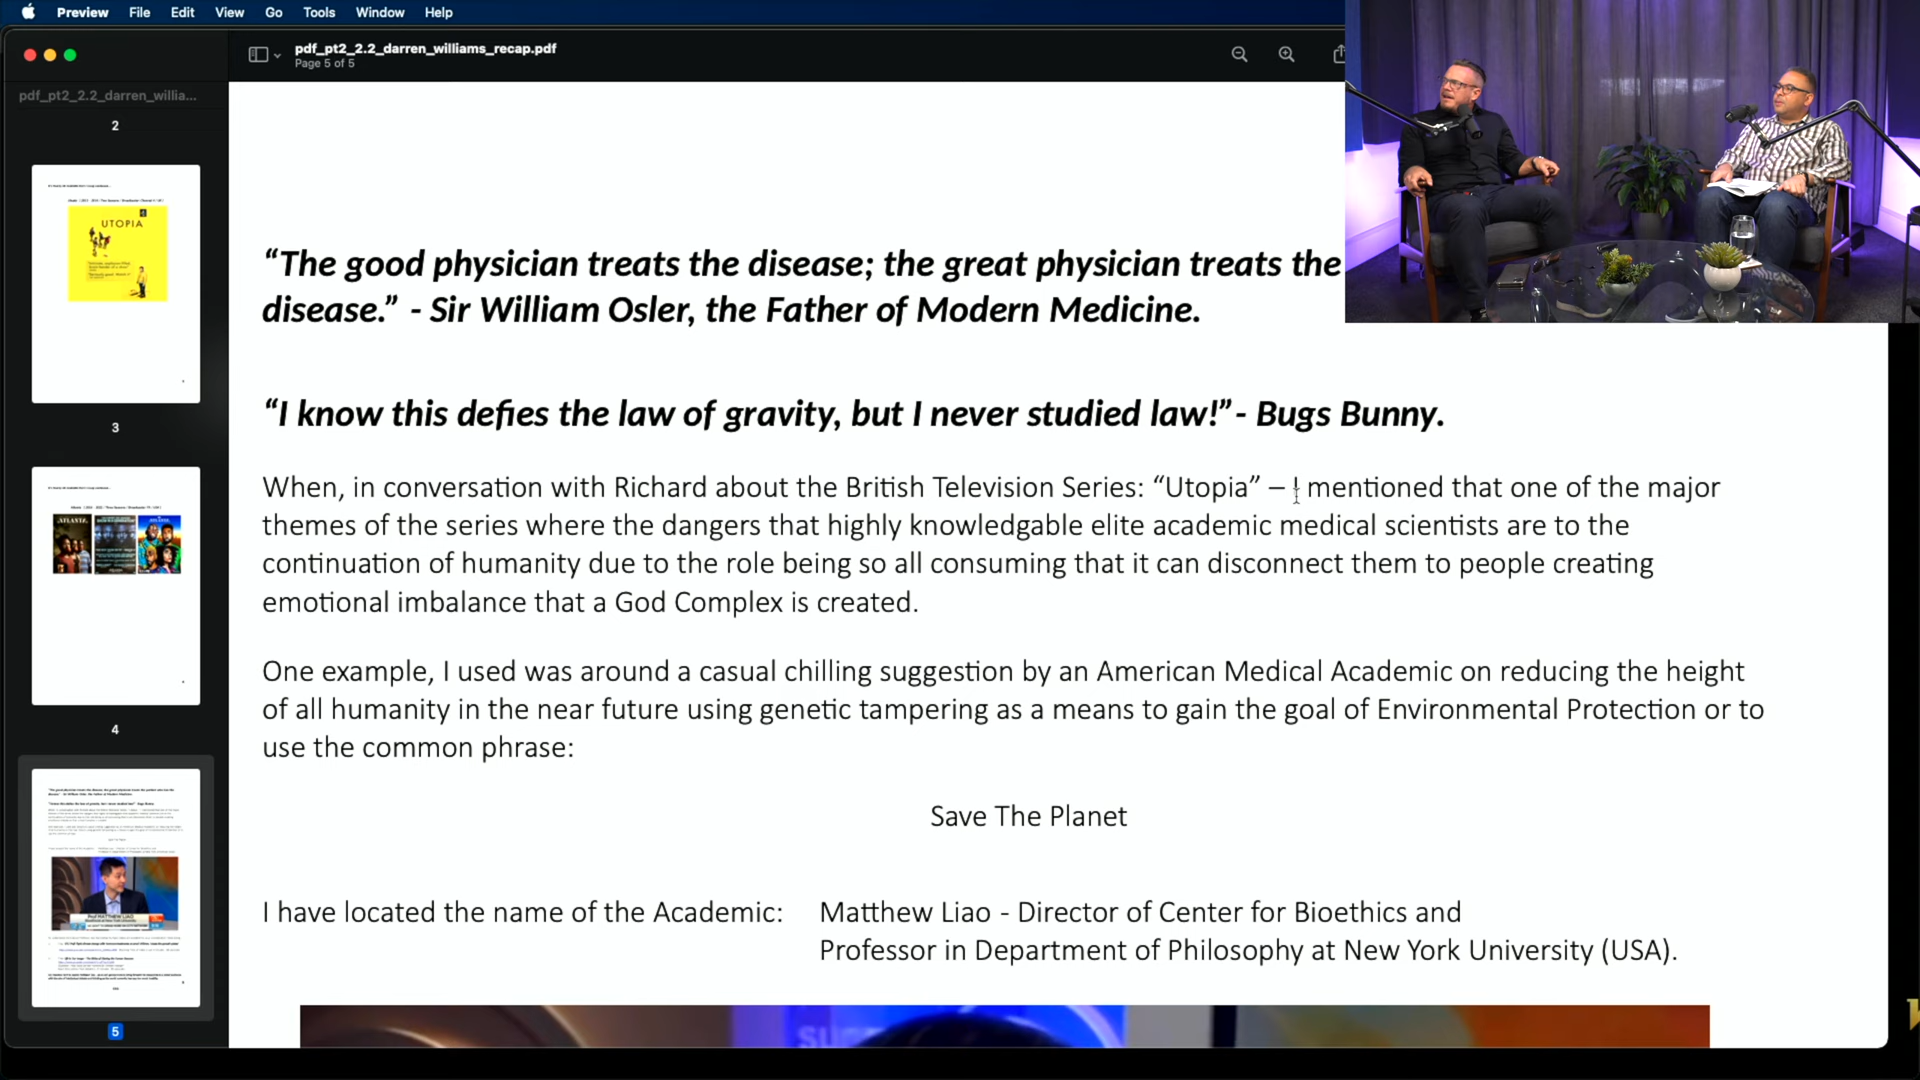 Preview File Edit View Go Tools Window Help
pdf_pt2_2.2_darren_williams_recap.pdf
Page 5 of 5
pdf_pt2_2.2_darren_willia...
2
UTOPIA
3
4
5
“The good physician treats the disease; the great physician treats the
disease.” - Sir William Osler, the Father of Modern Medicine.
“I know this defies the law of gravity, but I never studied law!”- Bugs Bunny.
When, in conversation with Richard about the British Television Series: “Utopia” – I mentioned that one of the major
themes of the series where the dangers that highly knowledgable elite academic medical scientists are to the
continuation of humanity due to the role being so all consuming that it can disconnect them to people creating
emotional imbalance that a God Complex is created.
One example, I used was around a casual chilling suggestion by an American Medical Academic on reducing the height
of all humanity in the near future using genetic tampering as a means to gain the goal of Environmental Protection or to
use the common phrase:
Save The Planet
I have located the name of the Academic: Matthew Liao - Director of Center for Bioethics and
Professor in Department of Philosophy at New York University (USA).